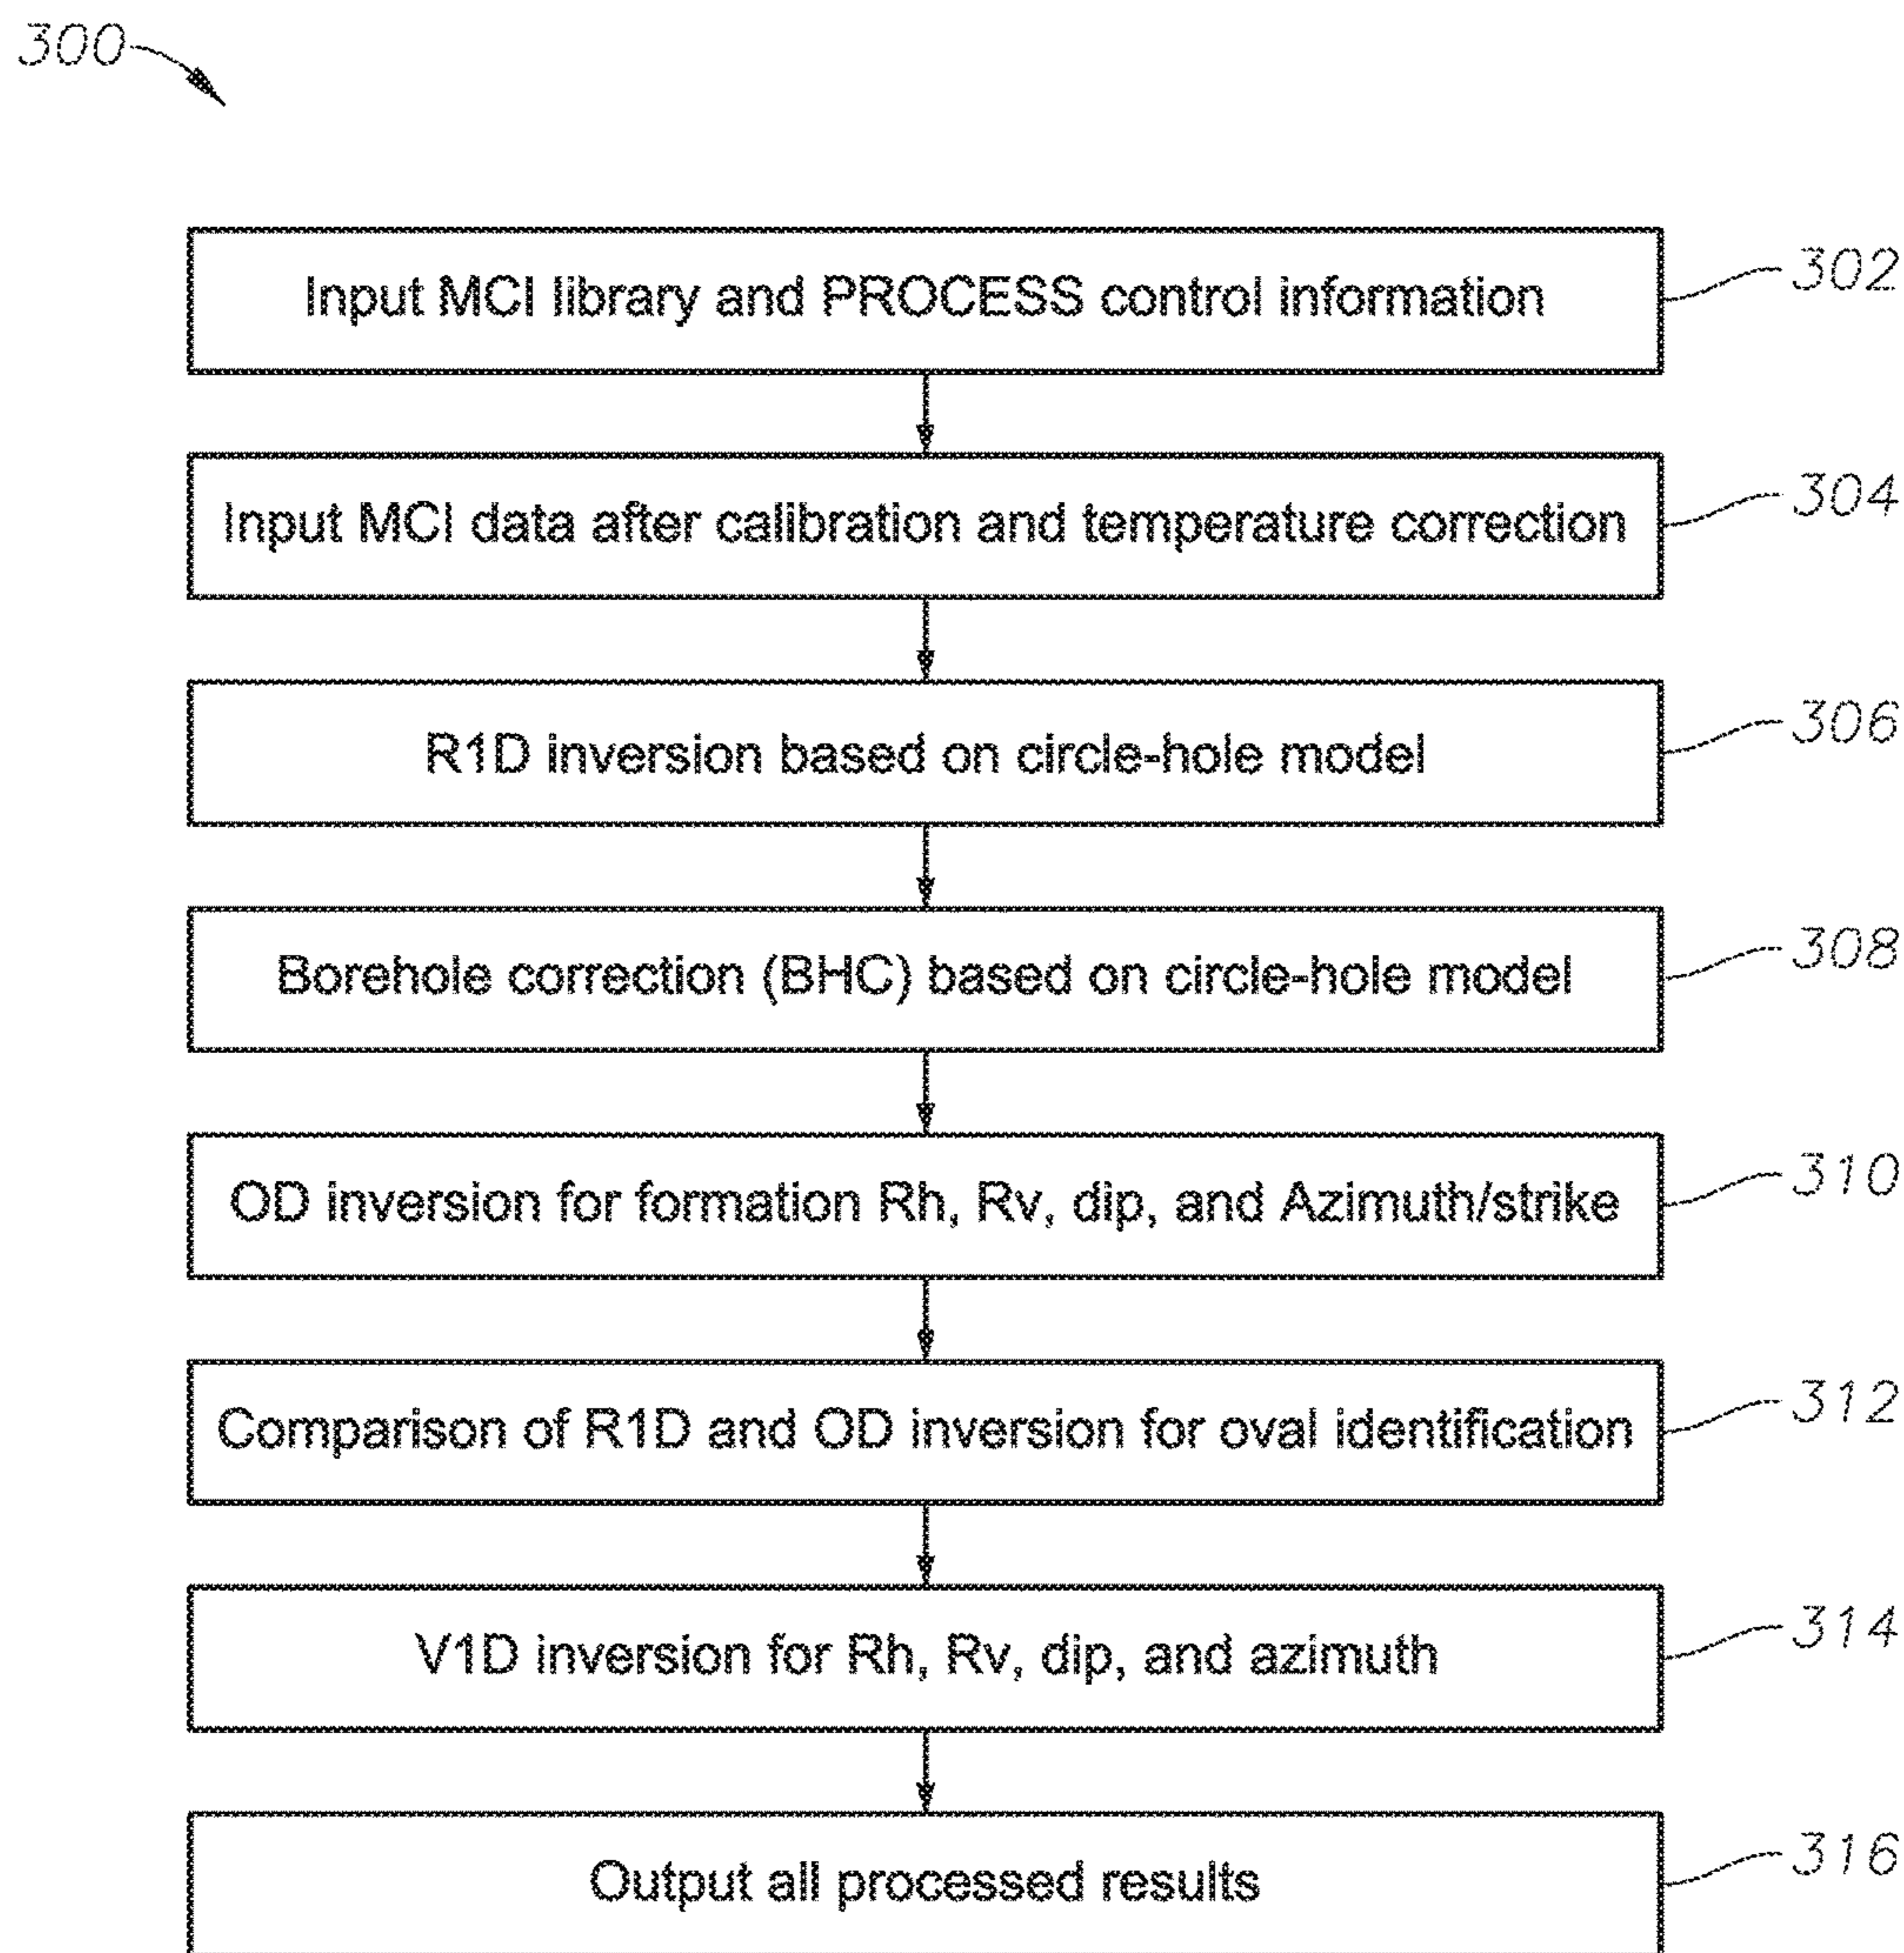 300
Input MCI library and PROCESS control information
302
Input MCI data after calibration and temperature correction
304
R1D inversion based on circle-hole model
306
Borehole correction (BHC) based on circle-hole model
308
OD inversion for formation Rh, Rv, dip, and Azimuth/strike
310
Comparison of R1D and OD inversion for oval identification
312
V1D inversion for Rh, Rv, dip, and azimuth
314
Output all processed results
316